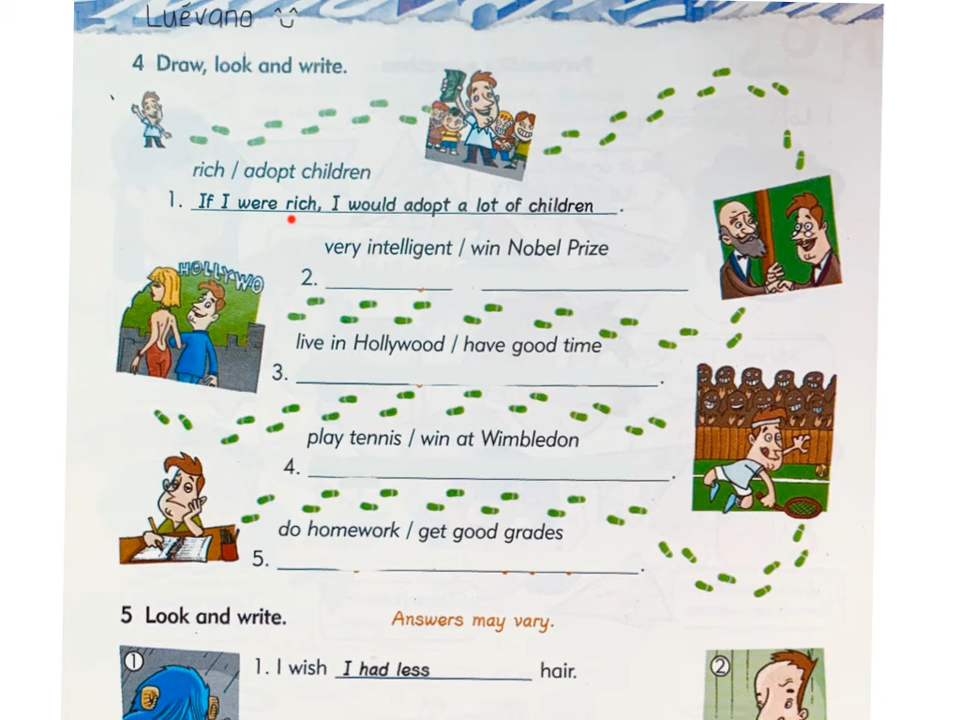 Luévano
4 Draw, look and write.
HOLLYWO
rich / adopt children
1. If I were rich, I would adopt a lot of children.
very intelligent / win Nobel Prize
2.
live in Hollywood / have good time
3. .
play tennis / win at Wimbledon
4. .
do homework / get good grades
5. .
5 Look and write. Answers may vary.
1
1. I wish I had less hair.
2